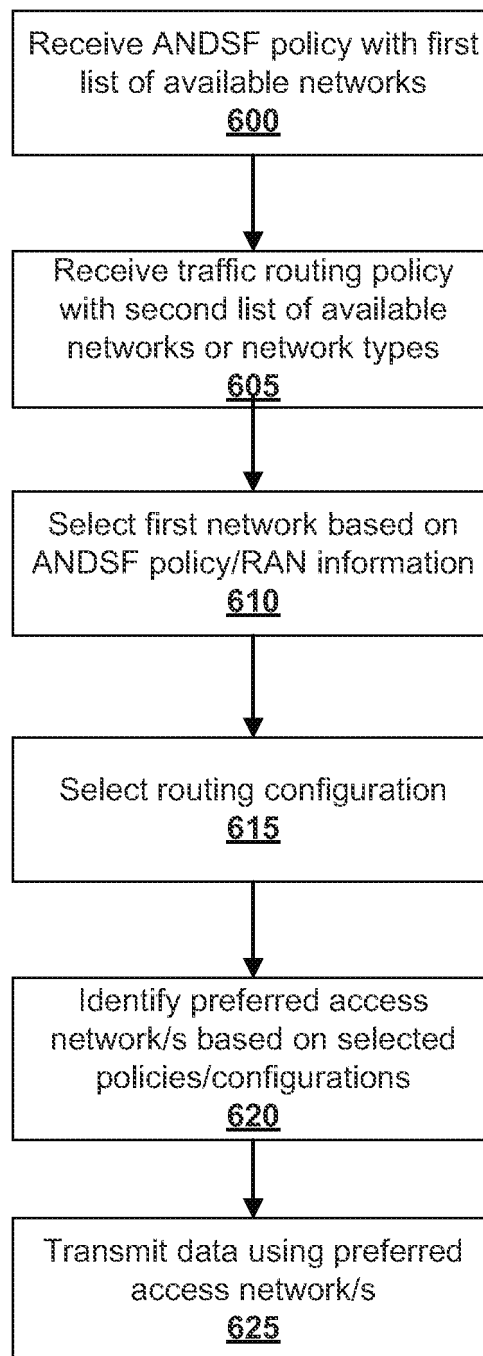 Receive ANDSF policy with first
list of available networks
600
Receive traffic routing policy
with second list of available
networks or network types
605
Select first network based on
ANDSF policy/RAN information
610
Select routing configuration
615
Identify preferred access
network/s based on selected
policies/configurations
620
Transmit data using preferred
access network/s
625